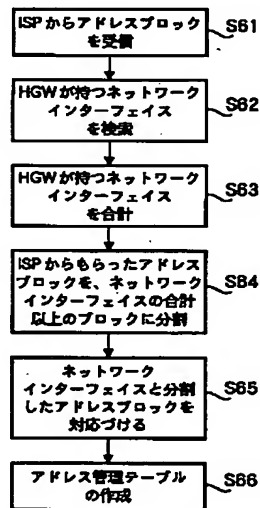 ISPからアドレスブロック
を受信
S61
HGWが持つネットワーク
インターフェイス
を検索
S62
HGWが持つネットワーク
インターフェイス
を合計
S63
ISPからもらったアドレス
ブロックを、ネットワーク
インターフェイスの合計
以上のブロックに分割
S64
ネットワーク
インターフェイスと分割
したアドレスブロックを
対応づける
S65
アドレス管理テーブル
の作成
S66